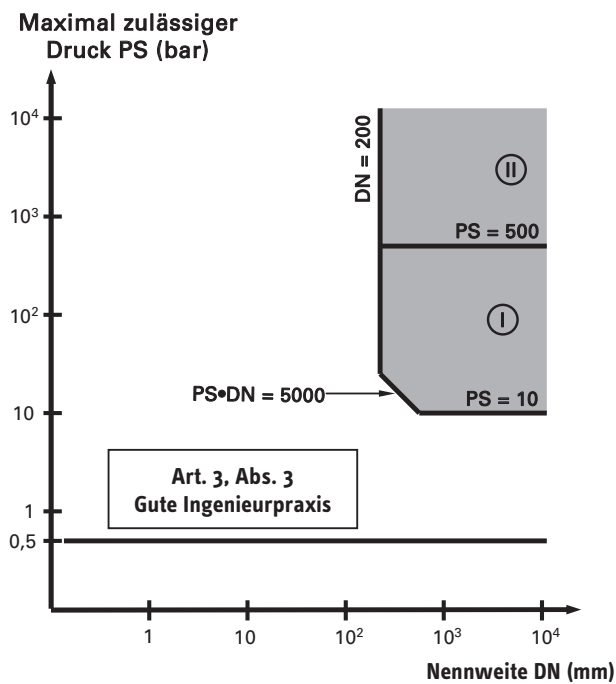 Maximal zulässiger
Druck PS (bar)
10⁴
10³
10²
10
1
0,5
DN = 200
II
PS = 500
I
PS•DN = 5000
PS = 10
Art. 3, Abs. 3
Gute Ingenieurpraxis
1
10
10²
10³
10⁴
Nennweite DN (mm)